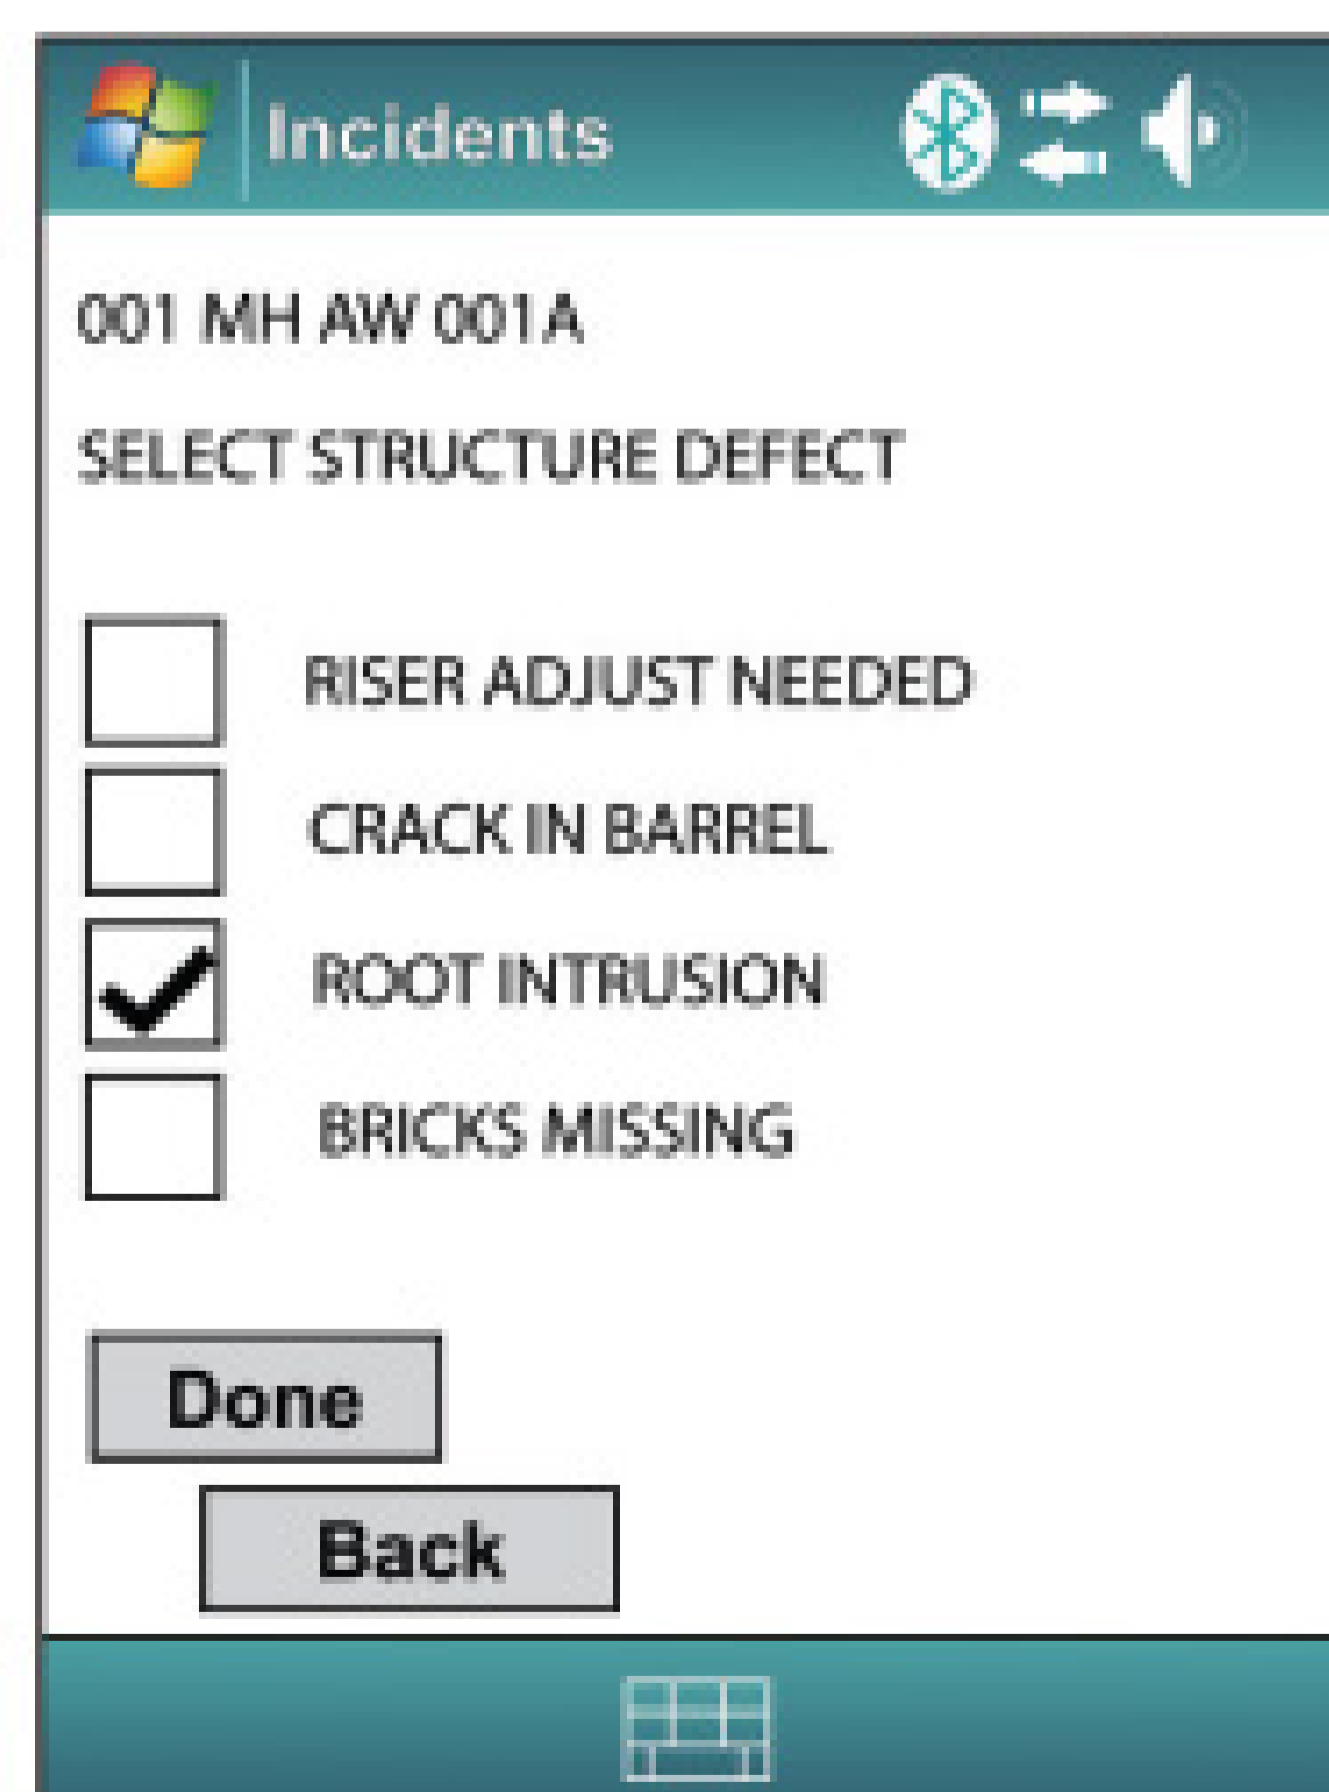 Incidents
001 MH AW 001A
SELECT STRUCTURE DEFECT
RISER ADJUST NEEDED
CRACK IN BARREL
ROOT INTRUSION
BRICKS MISSING
Done
Back